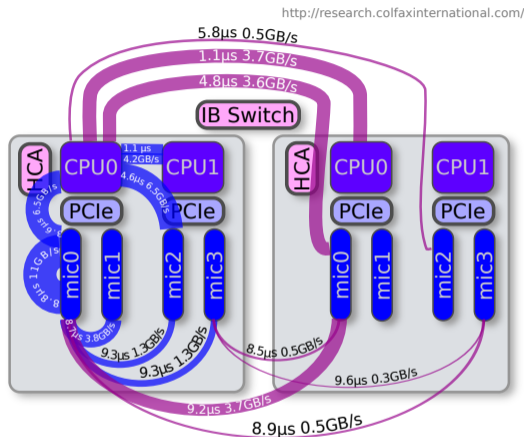 http://research.colfaxinternational.com/
5.8μs 0.5GB/s
1.1μs 3.7GB/s
4.8μs 3.6GB/s
IB Switch
HCA
CPU0
1.1 μs
4.2GB/s
CPU1
HCA
CPU0
CPU1
4.6μs 6.5GB/s
6.5GB/s
PCIe
PCIe
PCIe
PCIe
11GB/s
mic0
mic1
mic2
mic3
mic0
mic1
mic2
mic3
8.7μs 3.8GB/s
9.3μs 1.3GB/s
9.3μs 1.3GB/s
8.5μs 0.5GB/s
9.6μs 0.3GB/s
9.2μs 3.7GB/s
8.9μs 0.5GB/s